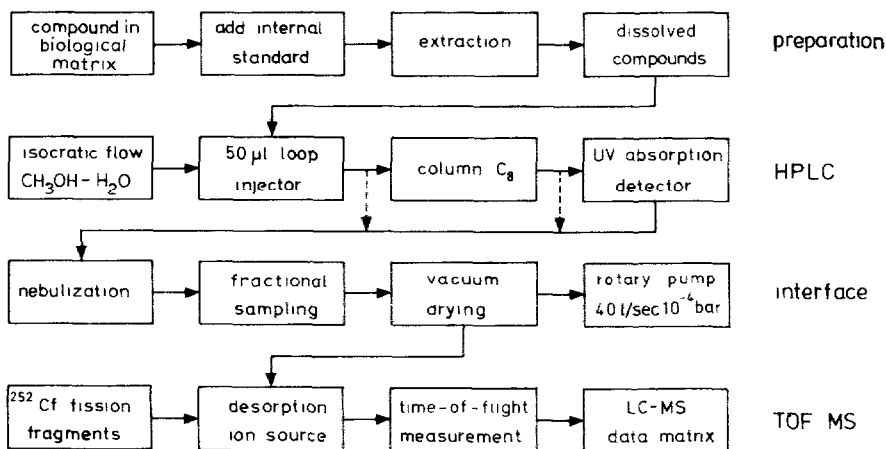 compound in
biological
matrix
add internal
standard
extraction
dissolved
compounds
preparation
isocratic flow
CH₃OH – H₂O
50 µl loop
injector
column C₈
UV absorption
detector
HPLC
nebulization
fractional
sampling
vacuum
drying
rotary pump
40 l/sec 10⁻⁴ bar
interface
²⁵²Cf fission
fragments
desorption
ion source
time-of-flight
measurement
LC-MS
data matrix
TOF MS